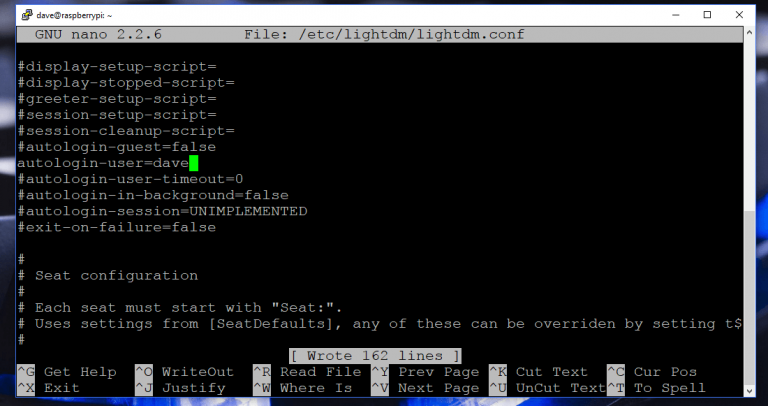 dave@raspberrypi: ~
GNU nano 2.2.6 File: /etc/lightdm/lightdm.conf
#display-setup-script=
#display-stopped-script=
#greeter-setup-script=
#session-setup-script=
#session-cleanup-script=
#autologin-guest=false
autologin-user=dave
#autologin-user-timeout=0
#autologin-in-background=false
#autologin-session=UNIMPLEMENTED
#exit-on-failure=false
#
# Seat configuration
#
# Each seat must start with "Seat:".
# Uses settings from [SeatDefaults], any of these can be overriden by setting t$
#
[ Wrote 162 lines ]
^G Get Help ^O WriteOut ^R Read File ^Y Prev Page ^K Cut Text ^C Cur Pos
^X Exit ^J Justify ^W Where Is ^V Next Page ^U UnCut Text ^T To Spell